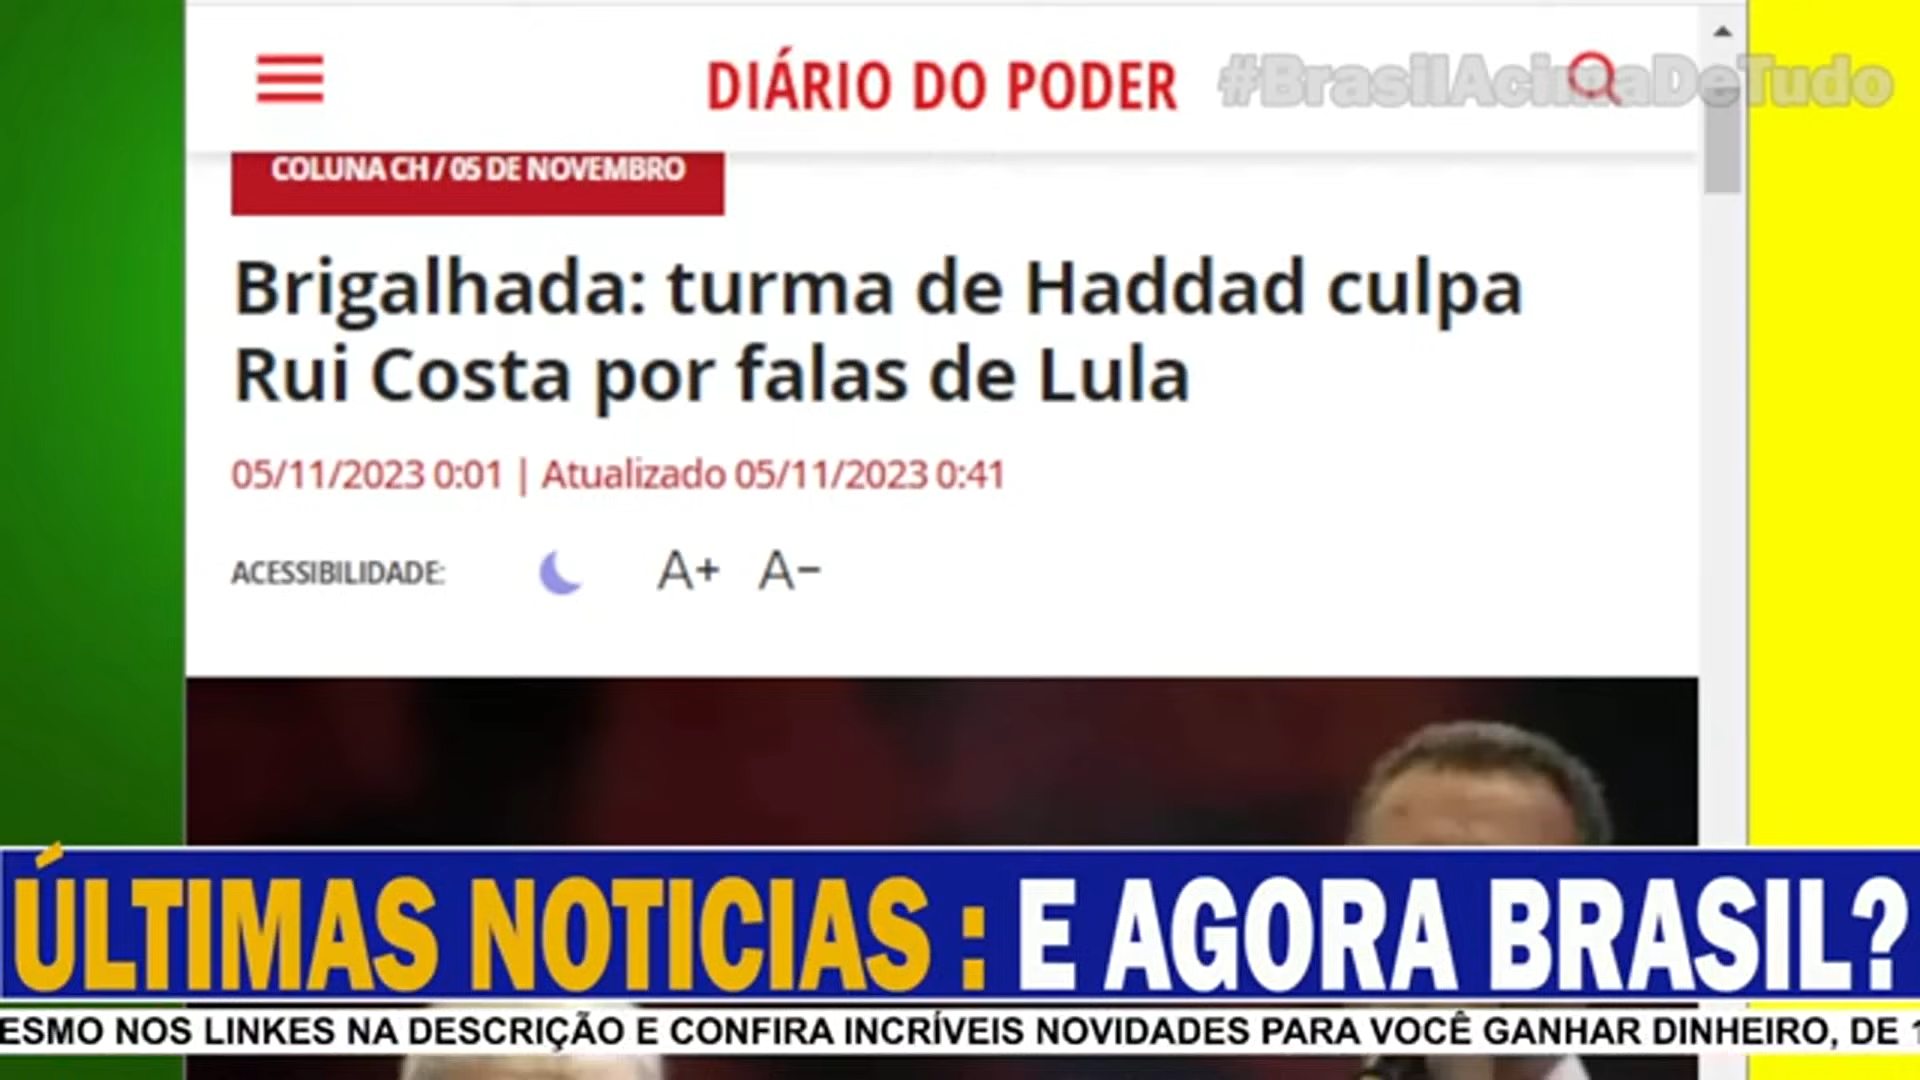 DIÁRIO DO PODER
#BrasilAcimaDeTudo
COLUNA CH / 05 DE NOVEMBRO
Brigalhada: turma de Haddad culpa
Rui Costa por falas de Lula
05/11/2023 0:01 | Atualizado 05/11/2023 0:41
ACESSIBILIDADE: A+ A-
ÚLTIMAS NOTICIAS : E AGORA BRASIL?
ESMO NOS LINKES NA DESCRIÇÃO E CONFIRA INCRÍVEIS NOVIDADES PARA VOCÊ GANHAR DINHEIRO, DE 1